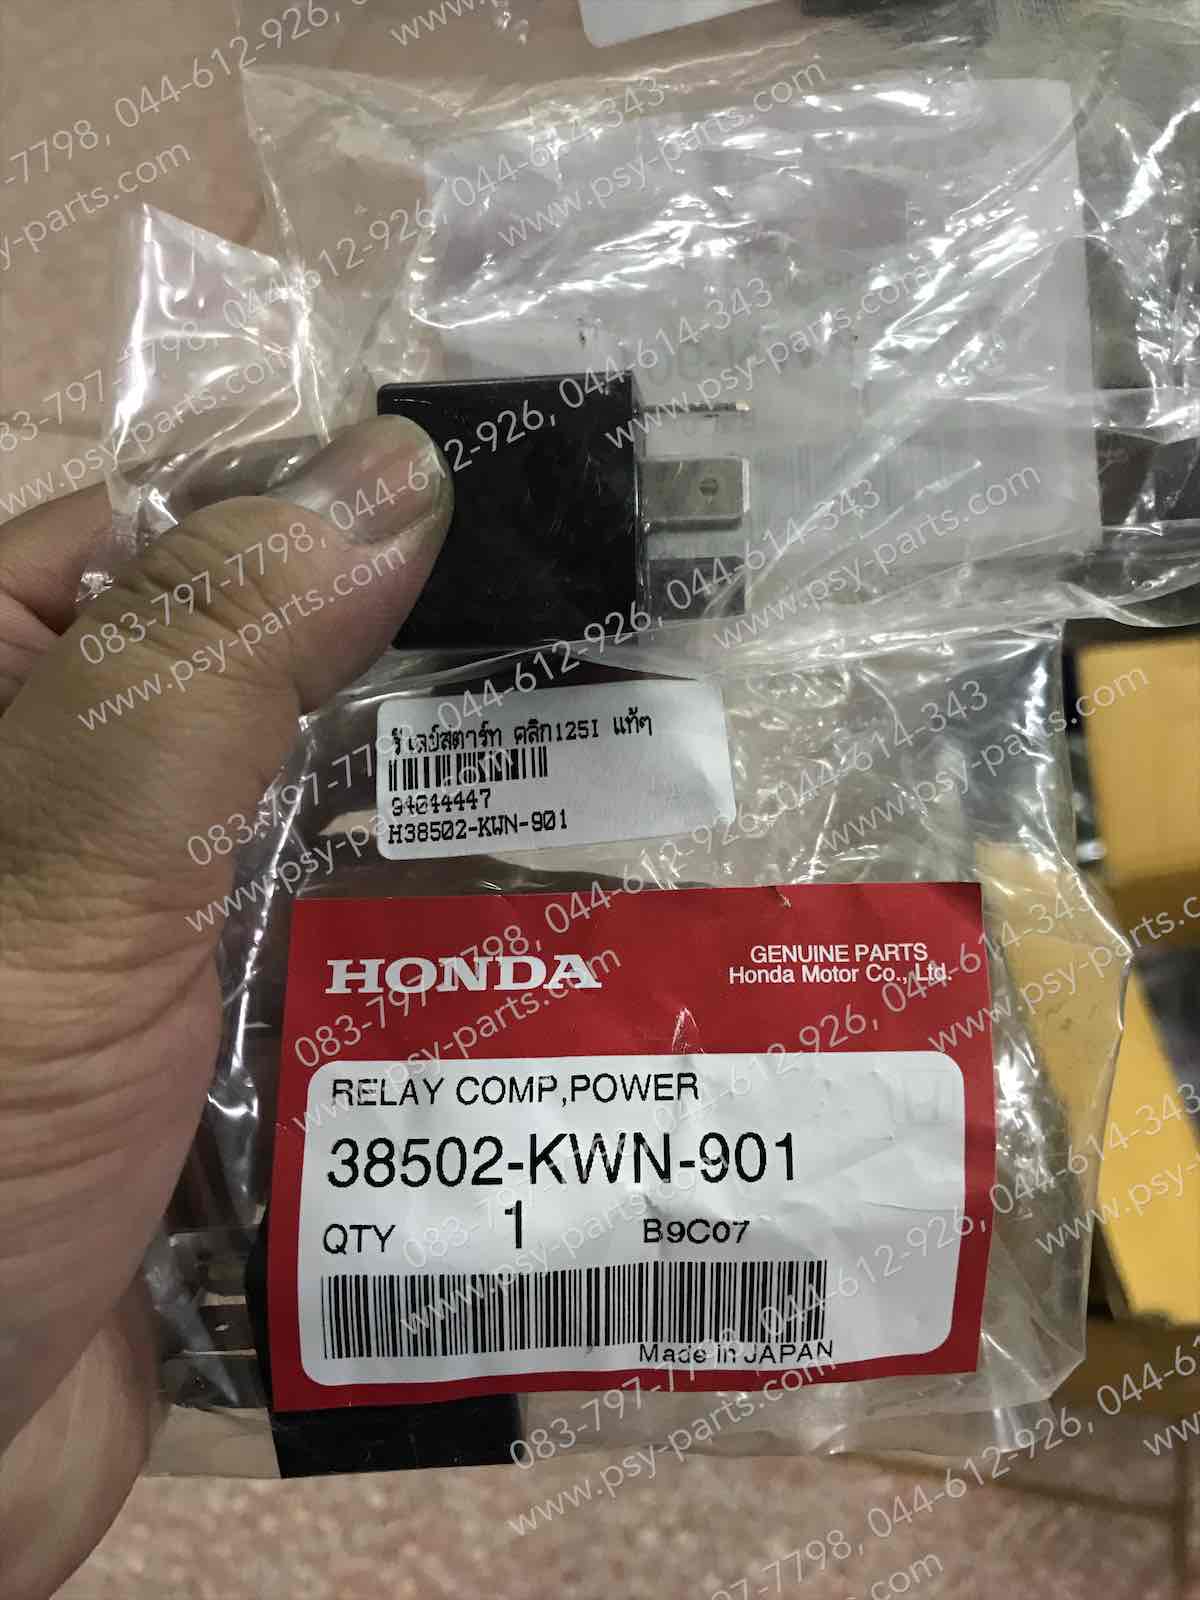 รีเลย์สตาร์ท คลิก125I แท้ๆ
94044447
H38502-KWN-901
HONDA
GENUINE PARTS
Honda Motor Co., Ltd.
RELAY COMP,POWER
38502-KWN-901
QTY 1 B9C07
Made in JAPAN
083-797-7798, 044-612-926, 044-614-343
www.psy-parts.com